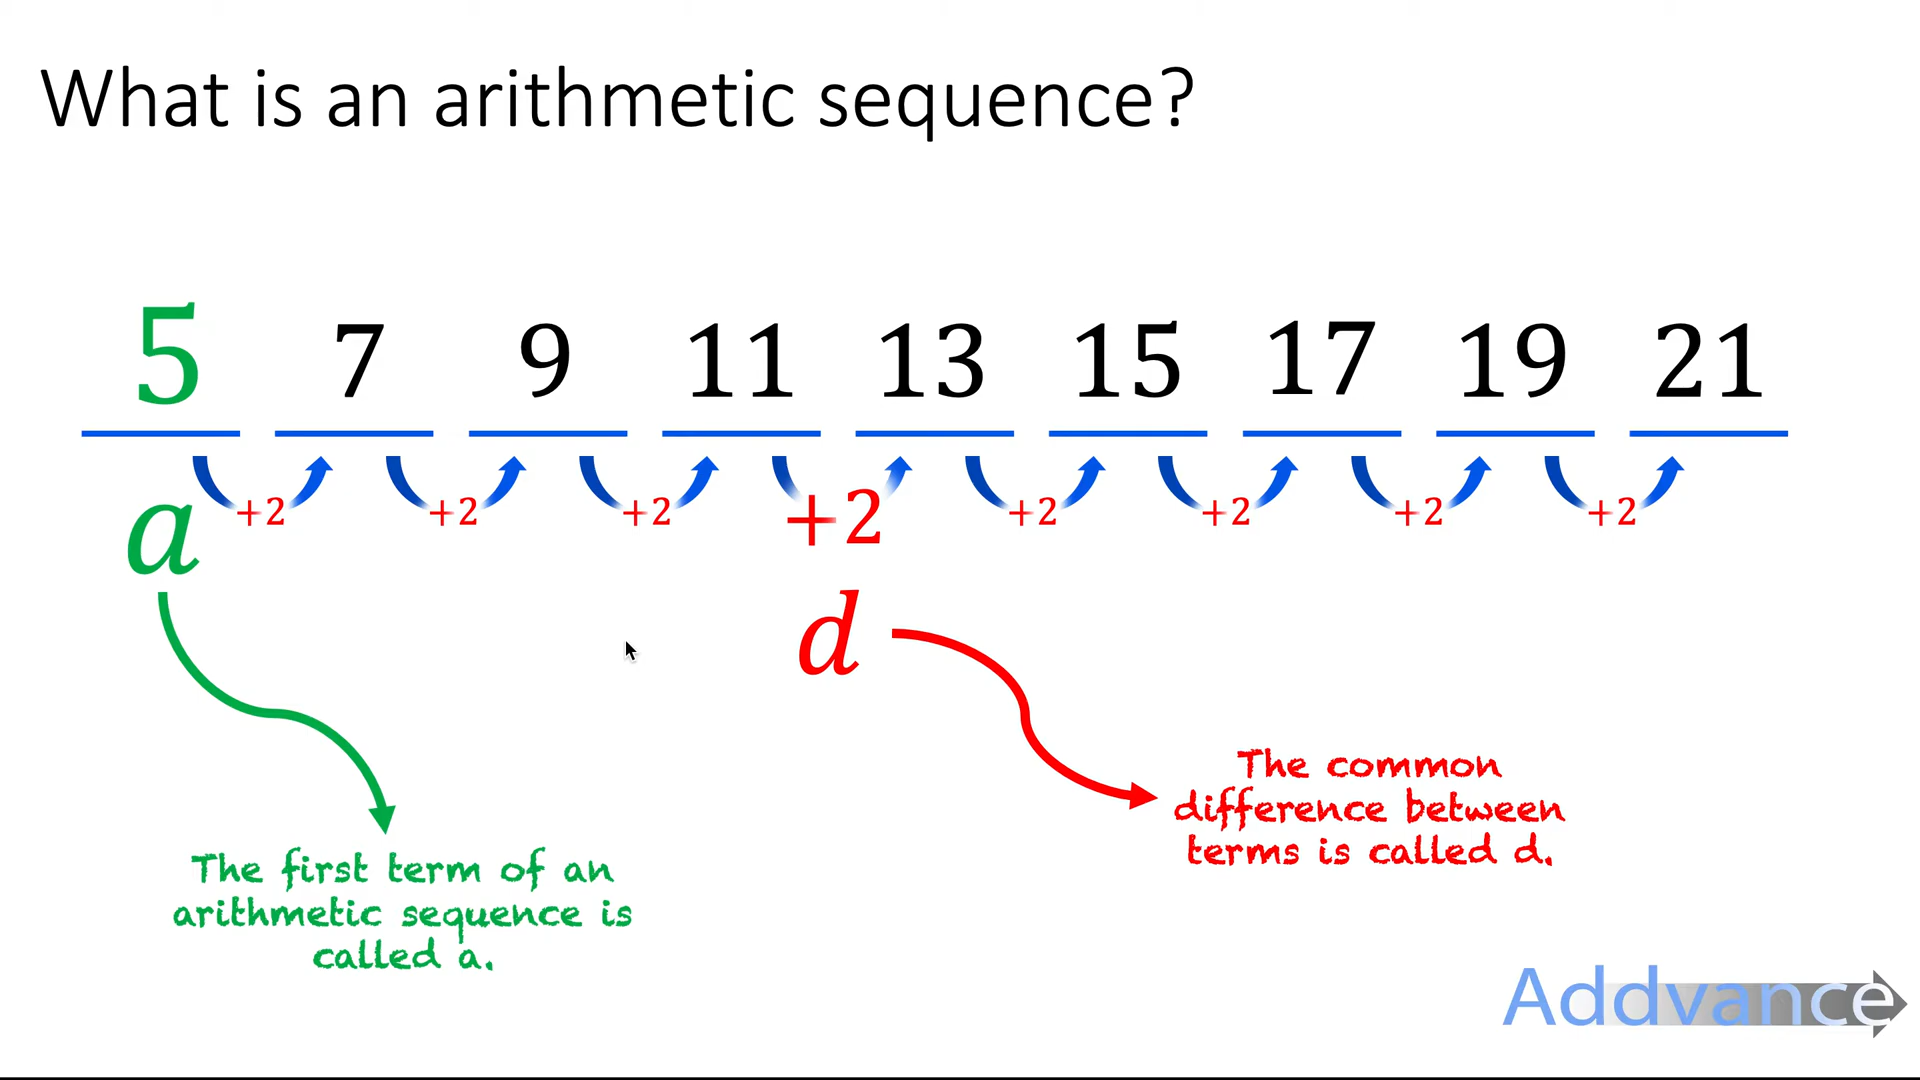 What is an arithmetic sequence?
5 7 9 11 13 15 17 19 21
+2 +2 +2 +2 +2 +2 +2 +2
a
d
The common
difference between
terms is called d.
The first term of an
arithmetic sequence is
called a.
Addvance